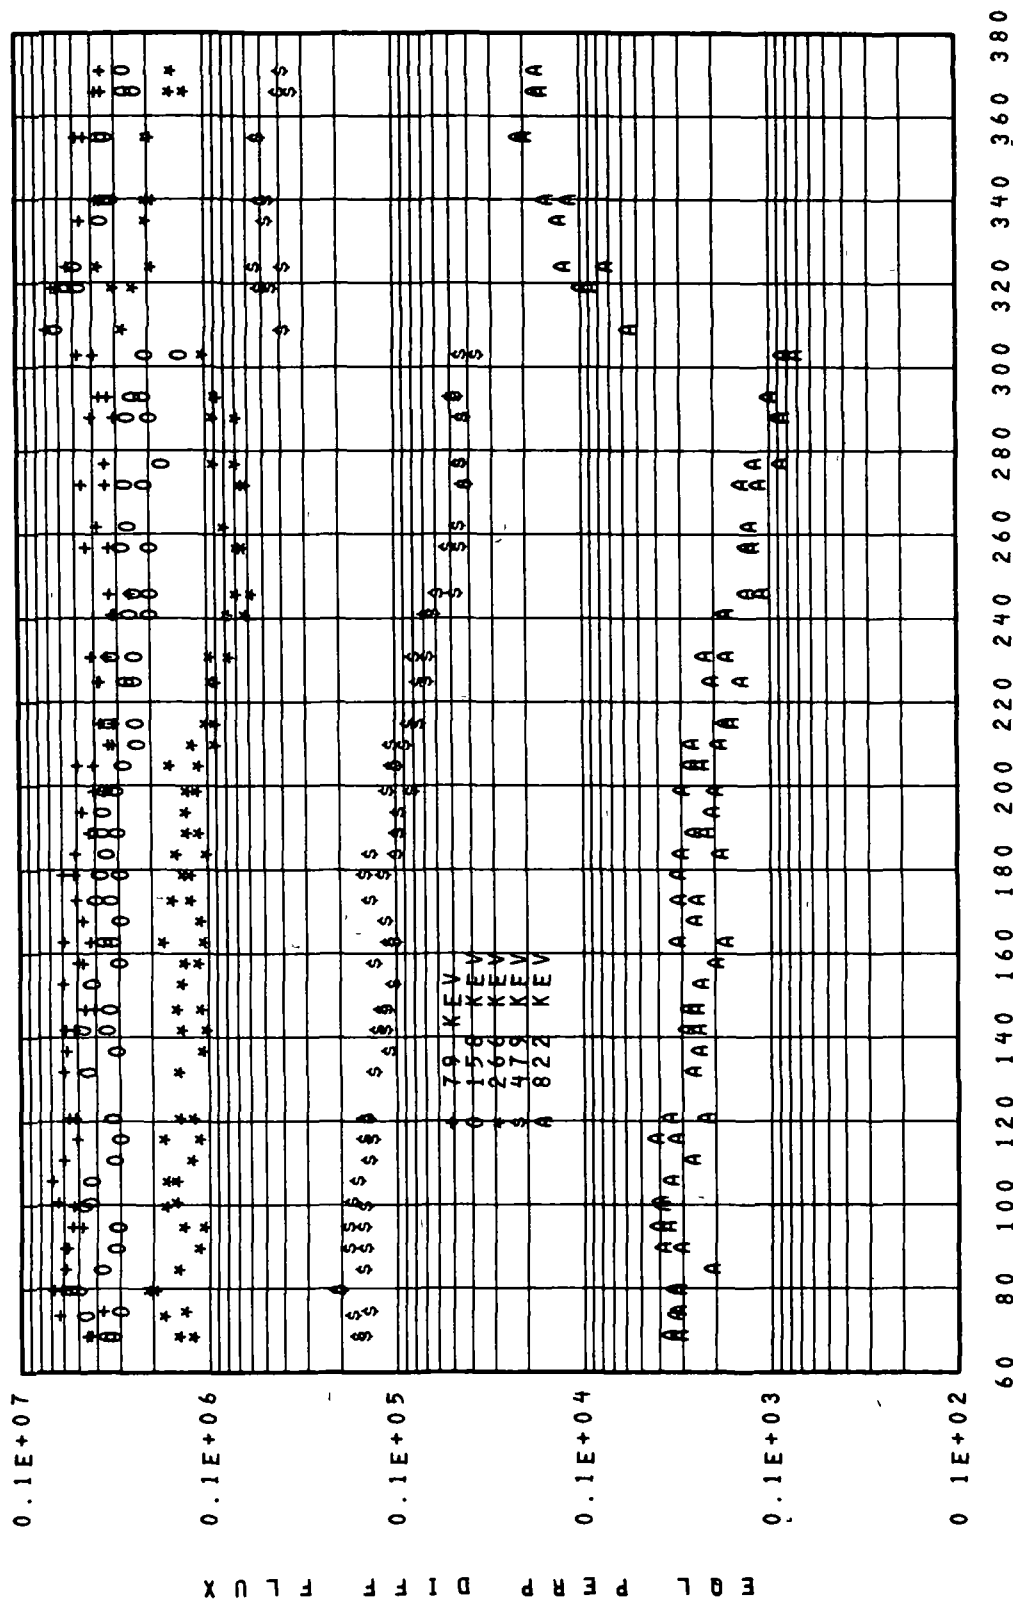 0.1E+07
0.1E+06
0.1E+05
0.1E+04
0.1E+03
0 1E+02
EQL PERP DIFF FLUX
+ 79 KEV
O 158 KEV
* 266 KEV
S 479 KEV
A 822 KEV
60 80 100 120 140 160 180 200 220 240 260 280 300 320 340 360 380